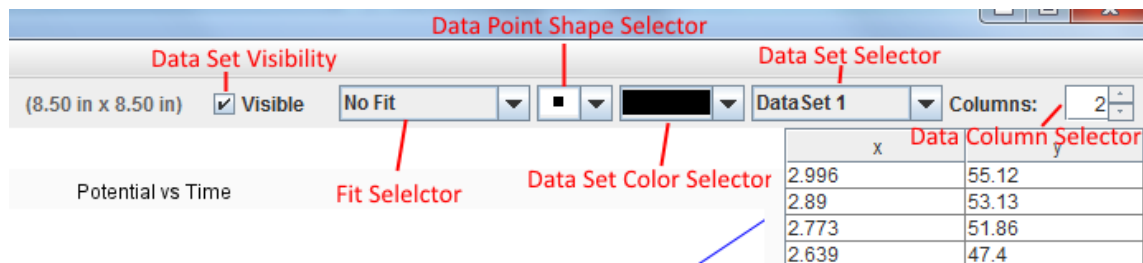 Data Point Shape Selector
Data Set Visibility
Data Set Selector
(8.50 in x 8.50 in) Visible No Fit DataSet 1 Columns: 2
Data Column Selector
x y
Potential vs Time
Fit Selelctor
Data Set Color Selector
2.996 55.12
2.89 53.13
2.773 51.86
2.639 47.4